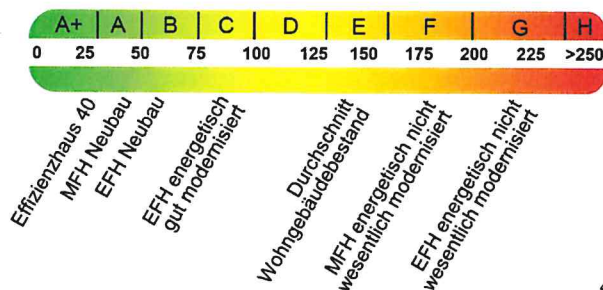 A+ A B C D E F G H
0 25 50 75 100 125 150 175 200 225 >250
Effizienzhaus 40
MFH Neubau
EFH Neubau
EFH energetisch
gut modernisiert
Durchschnitt
Wohngebäudebestand
MFH energetisch nicht
wesentlich modernisiert
EFH energetisch nicht
wesentlich modernisiert